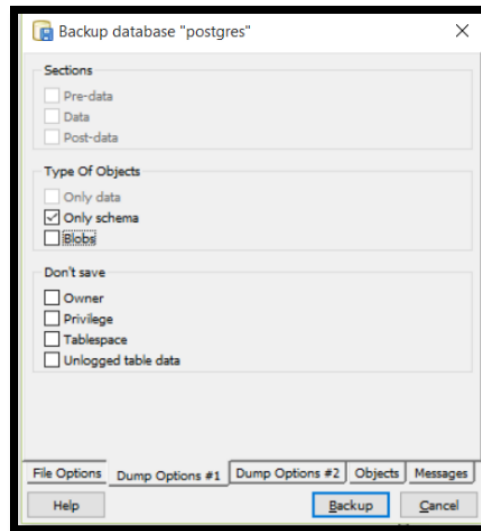 Backup database "postgres"
Sections
Pre-data
Data
Post-data
Type Of Objects
Only data
Only schema
Blobs
Don't save
Owner
Privilege
Tablespace
Unlogged table data
File Options Dump Options #1 Dump Options #2 Objects Messages
Help Backup Cancel